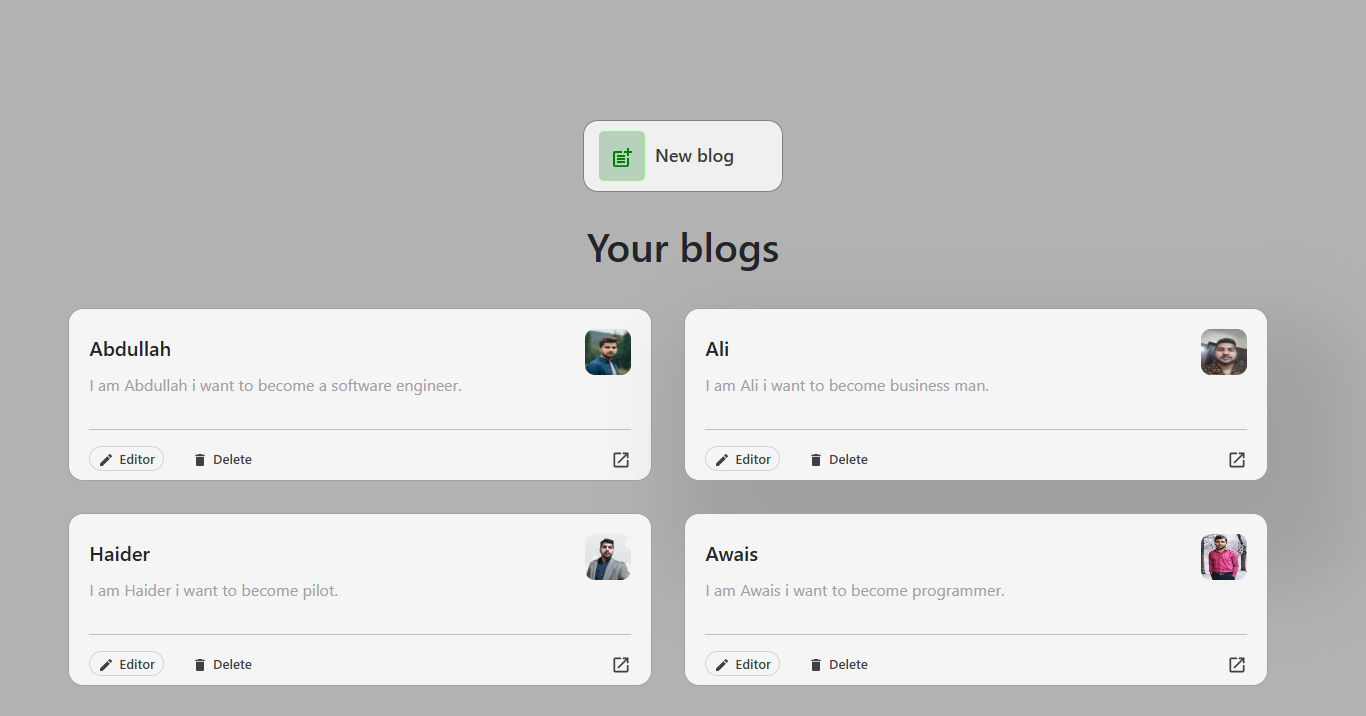 New blog
Your blogs
Abdullah
I am Abdullah i want to become a software engineer.
Editor
Delete
Ali
I am Ali i want to become business man.
Editor
Delete
Haider
I am Haider i want to become pilot.
Editor
Delete
Awais
I am Awais i want to become programmer.
Editor
Delete